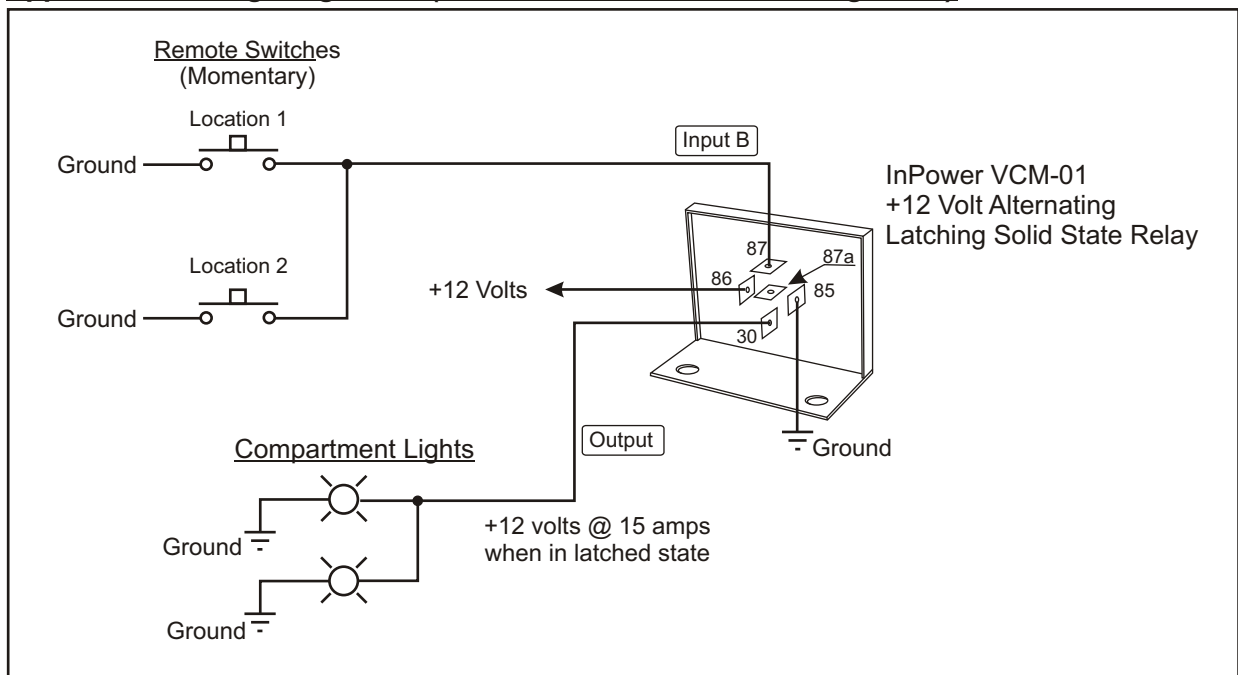 Remote Switches
(Momentary)
Location 1
Ground
Location 2
Ground
Input B
InPower VCM-01
+12 Volt Alternating
Latching Solid State Relay
87
87a
86
85
+12 Volts
30
Ground
Output
Compartment Lights
Ground
+12 volts @ 15 amps
when in latched state
Ground